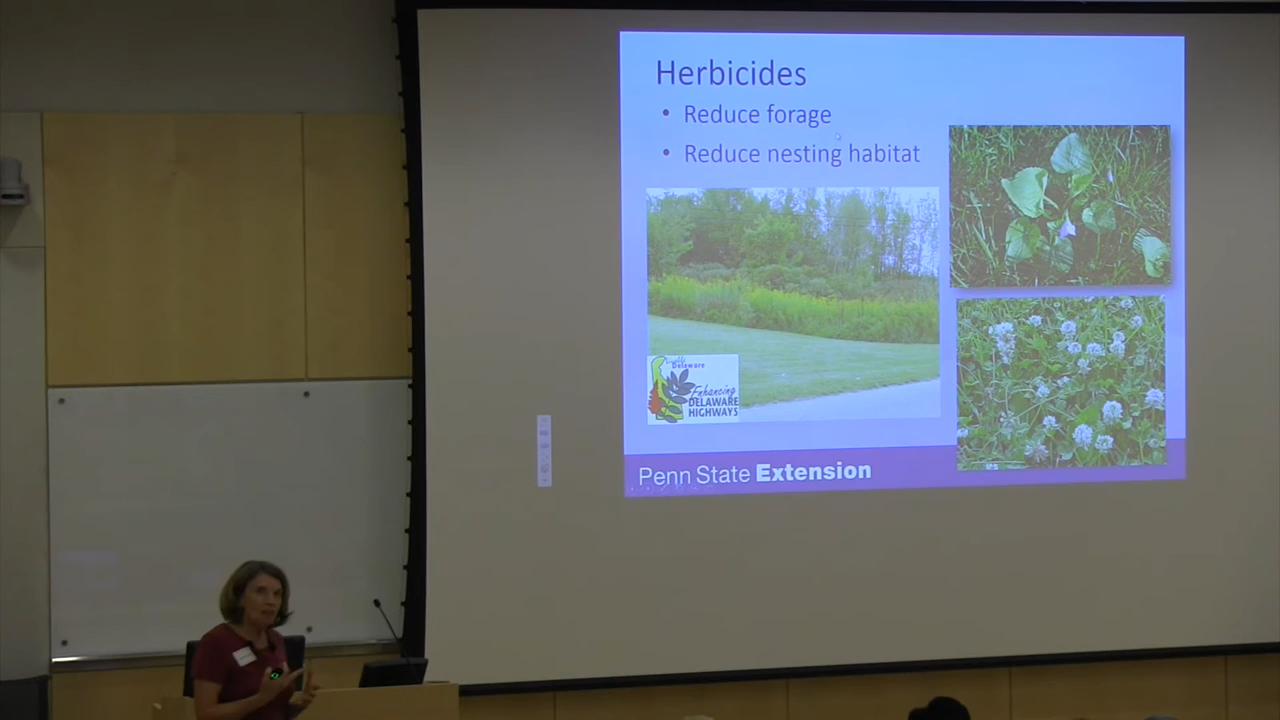 Herbicides
• Reduce forage
• Reduce nesting habitat
Delaware
Enhancing
DELAWARE
HIGHWAYS
Penn State Extension